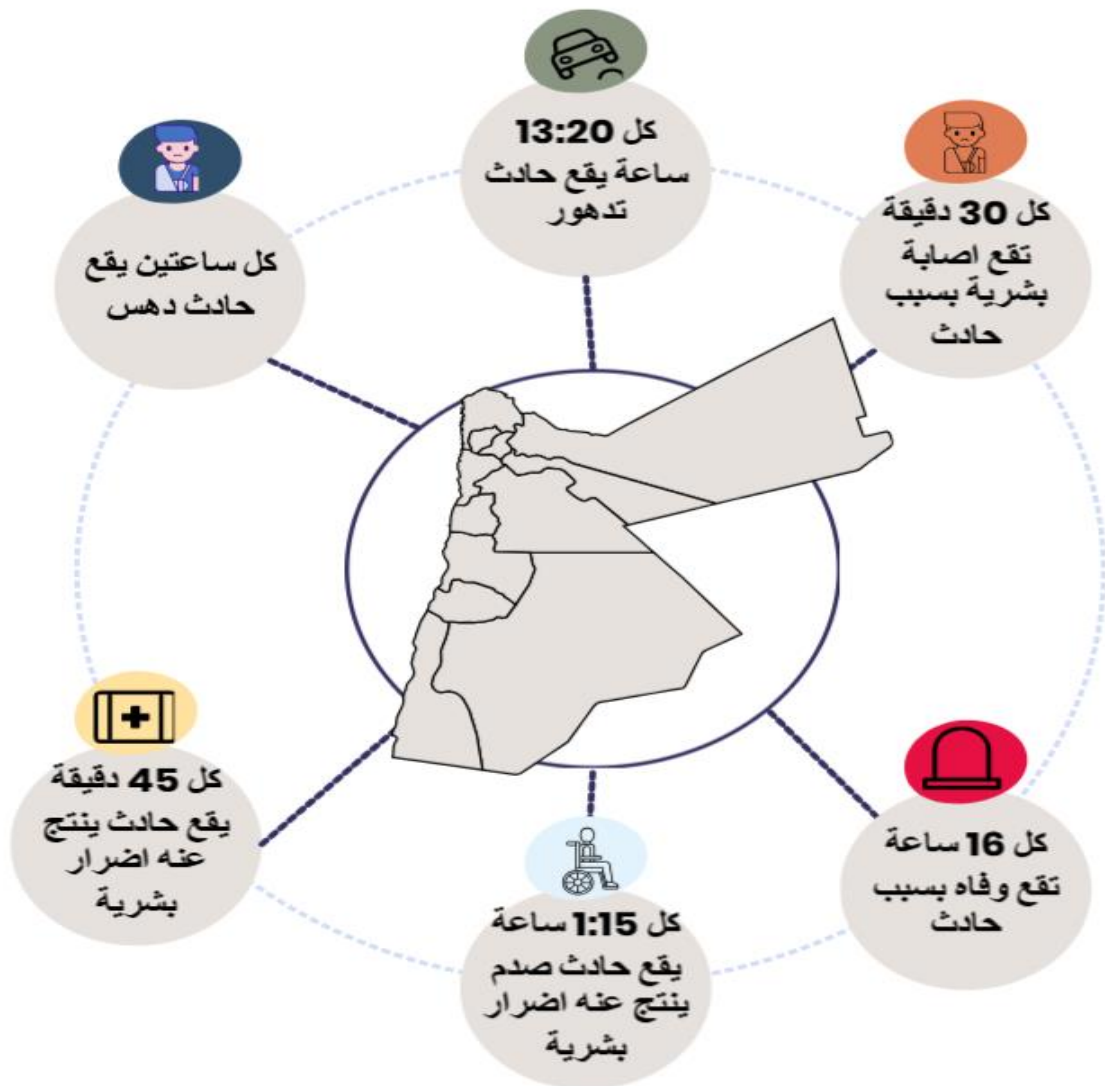 كل 13:20
ساعة يقع حادث
تدهور
كل 30 دقيقة
تقع اصابة
بشرية بسبب
حادث
كل ساعتين يقع
حادث دهس
كل 45 دقيقة
يقع حادث ينتج
عنه اضرار
بشرية
كل 16 ساعة
تقع وفاه بسبب
حادث
كل 1:15 ساعة
يقع حادث صدم
ينتج عنه اضرار
بشرية